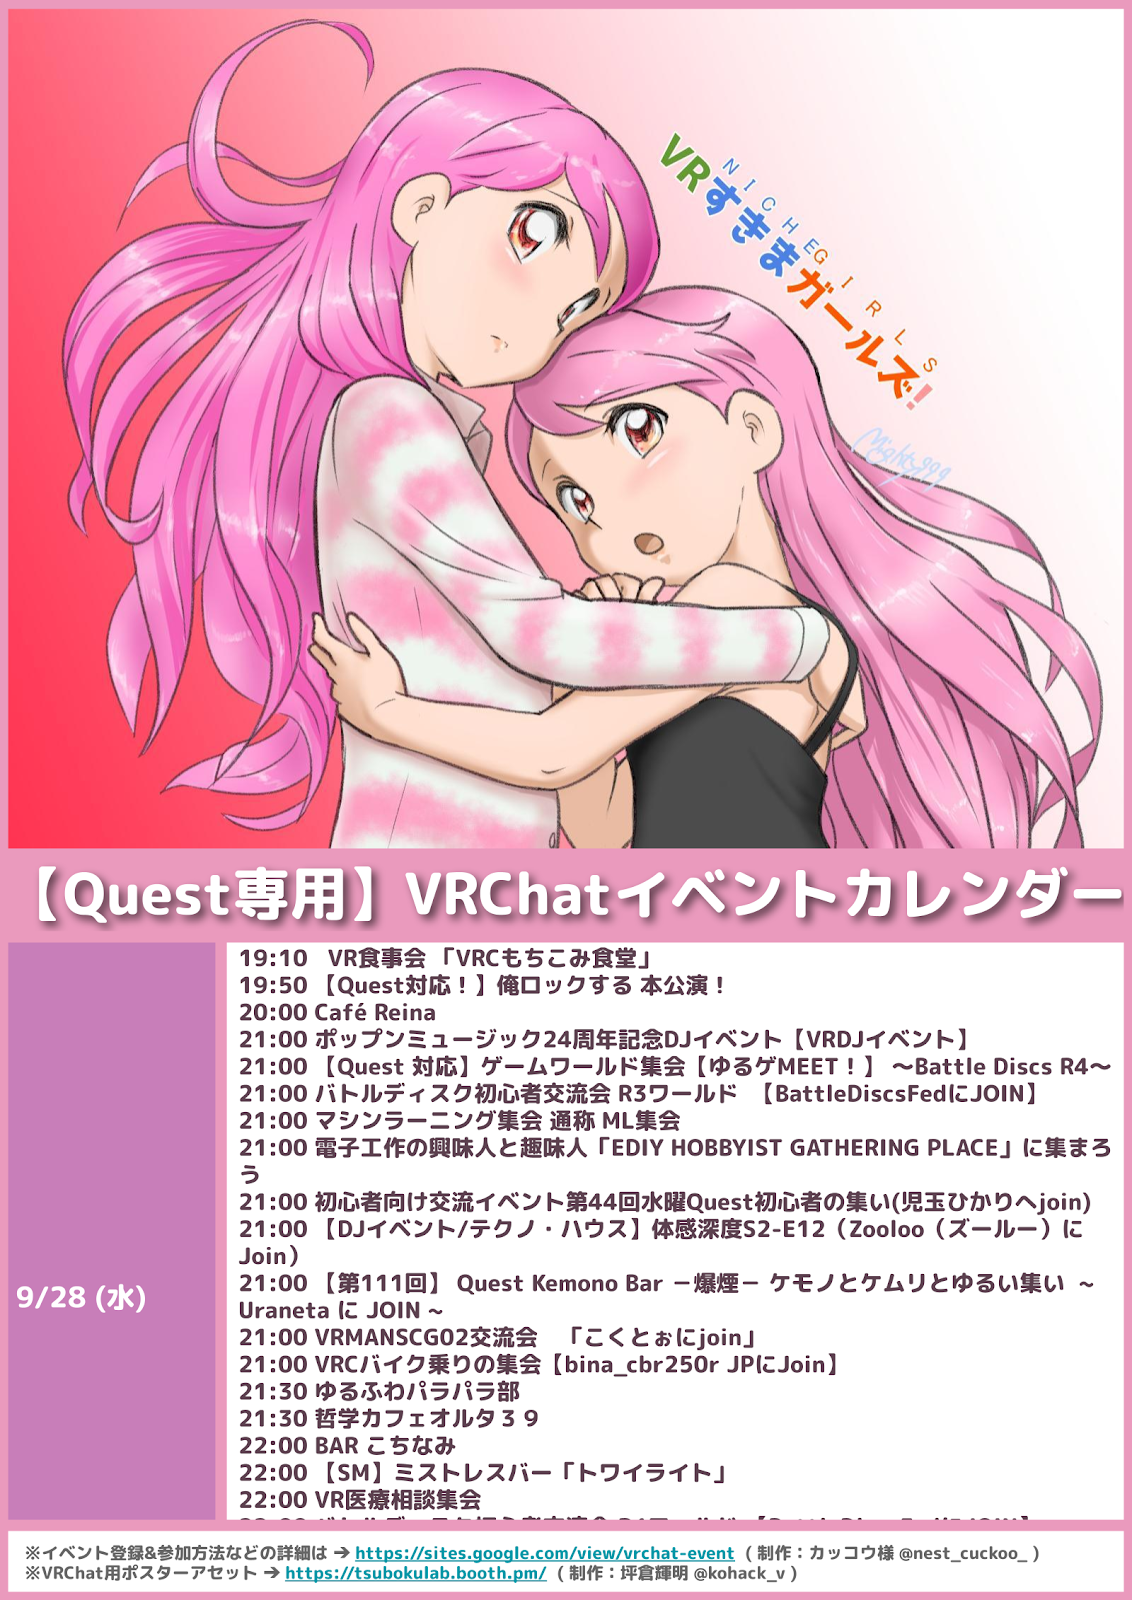 NICHE GIRLS
VRすきまガールズ!
Mighty999
【Quest専用】VRChatイベントカレンダー
9/28 (水)
19:10　VR食事会 「VRCもちこみ食堂」
19:50 【Quest対応！】俺ロックする 本公演！
20:00 Café Reina
21:00 ポップンミュージック24周年記念DJイベント【VRDJイベント】
21:00 【Quest 対応】ゲームワールド集会【ゆるゲMEET！】 ～Battle Discs R4～
21:00 バトルディスク初心者交流会 R3ワールド　【BattleDiscsFedにJOIN】
21:00 マシンラーニング集会 通称 ML集会
21:00 電子工作の興味人と趣味人「EDIY HOBBYIST GATHERING PLACE」に集まろ
う
21:00 初心者向け交流イベント第44回水曜Quest初心者の集い(児玉ひかりへjoin)
21:00 【DJイベント/テクノ・ハウス】体感深度S2-E12（Zooloo（ズールー）に
Join）
21:00 【第111回】 Quest Kemono Bar －爆煙－ ケモノとケムリとゆるい集い ～
Uraneta に JOIN ~
21:00 VRMANSCG02交流会　「こくとぉにjoin」
21:00 VRCバイク乗りの集会【bina_cbr250r JPにJoin】
21:30 ゆるふわパラパラ部
21:30 哲学カフェオルタ３９
22:00 BAR こちなみ
22:00 【SM】ミストレスバー「トワイライト」
22:00 VR医療相談集会
※イベント登録&参加方法などの詳細は ➔ https://sites.google.com/view/vrchat-event ( 制作：カッコウ様 @nest_cuckoo_ )
※VRChat用ポスターアセット ➔ https://tsubokulab.booth.pm/ ( 制作：坪倉輝明 @kohack_v )